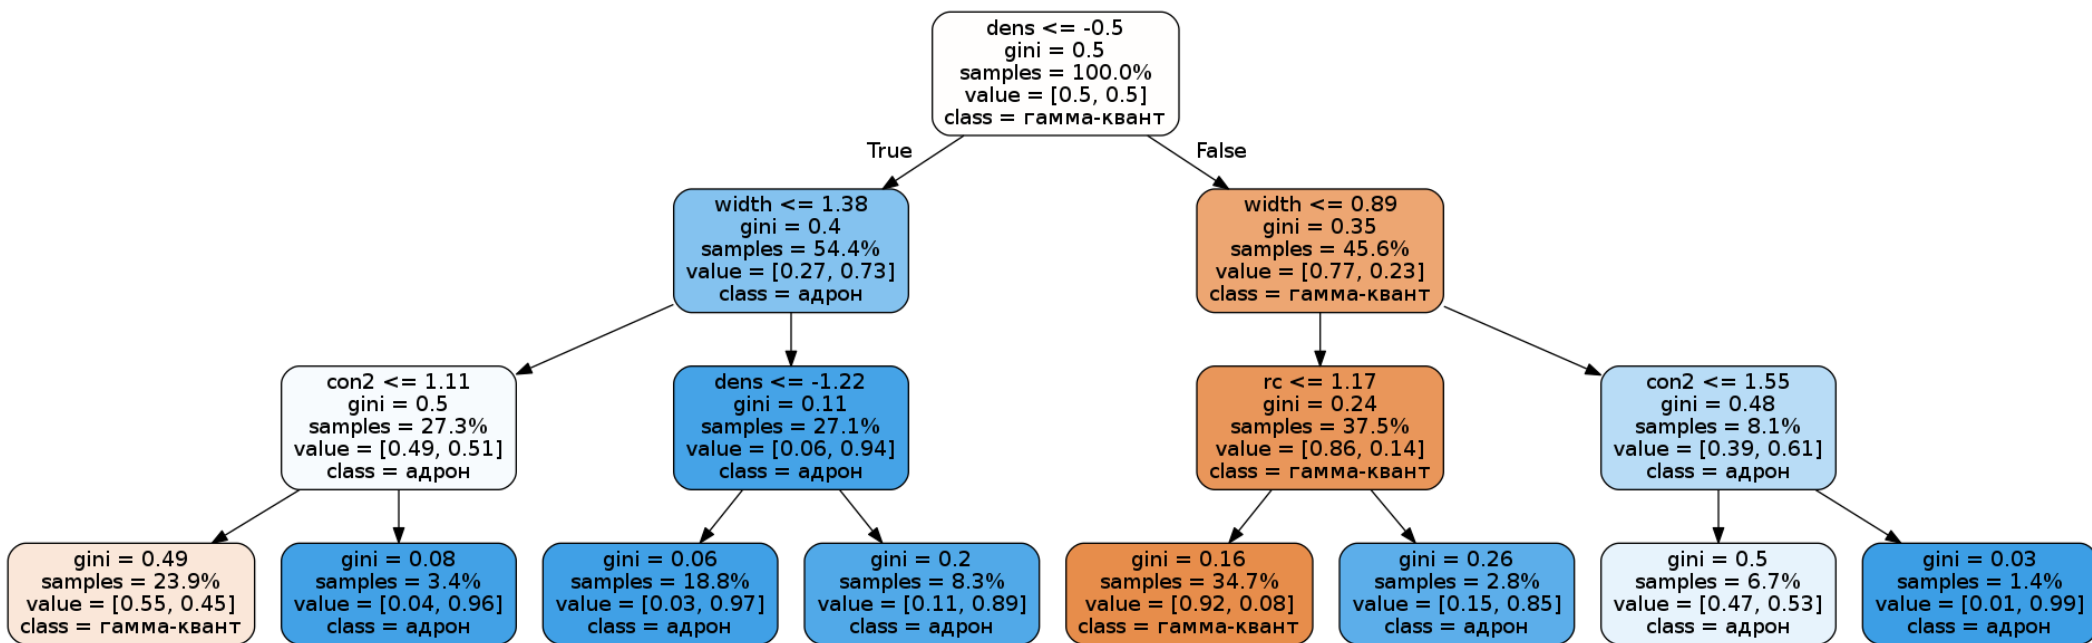 dens <= -0.5
gini = 0.5
samples = 100.0%
value = [0.5, 0.5]
class = гамма-квант
True
False
width <= 1.38
gini = 0.4
samples = 54.4%
value = [0.27, 0.73]
class = адрон
width <= 0.89
gini = 0.35
samples = 45.6%
value = [0.77, 0.23]
class = гамма-квант
con2 <= 1.11
gini = 0.5
samples = 27.3%
value = [0.49, 0.51]
class = адрон
dens <= -1.22
gini = 0.11
samples = 27.1%
value = [0.06, 0.94]
class = адрон
rc <= 1.17
gini = 0.24
samples = 37.5%
value = [0.86, 0.14]
class = гамма-квант
con2 <= 1.55
gini = 0.48
samples = 8.1%
value = [0.39, 0.61]
class = адрон
gini = 0.49
samples = 23.9%
value = [0.55, 0.45]
class = гамма-квант
gini = 0.08
samples = 3.4%
value = [0.04, 0.96]
class = адрон
gini = 0.06
samples = 18.8%
value = [0.03, 0.97]
class = адрон
gini = 0.2
samples = 8.3%
value = [0.11, 0.89]
class = адрон
gini = 0.16
samples = 34.7%
value = [0.92, 0.08]
class = гамма-квант
gini = 0.26
samples = 2.8%
value = [0.15, 0.85]
class = адрон
gini = 0.5
samples = 6.7%
value = [0.47, 0.53]
class = адрон
gini = 0.03
samples = 1.4%
value = [0.01, 0.99]
class = адрон